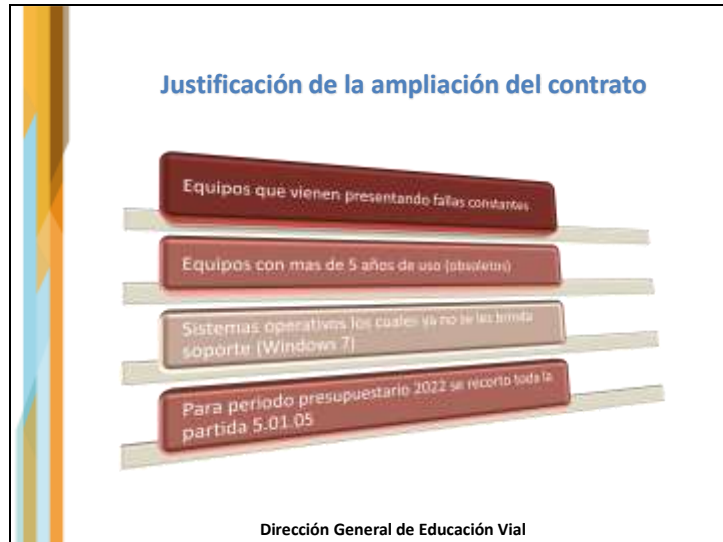 Justificación de la ampliación del contrato
Equipos que vienen presentando fallas constantes
Equipos con mas de 5 años de uso (obsoletos)
Sistemas operativos los cuales ya no se les brinda
soporte (Windows 7)
Para periodo presupuestario 2022 se recorto toda la
partida 5.01.05
Dirección General de Educación Vial